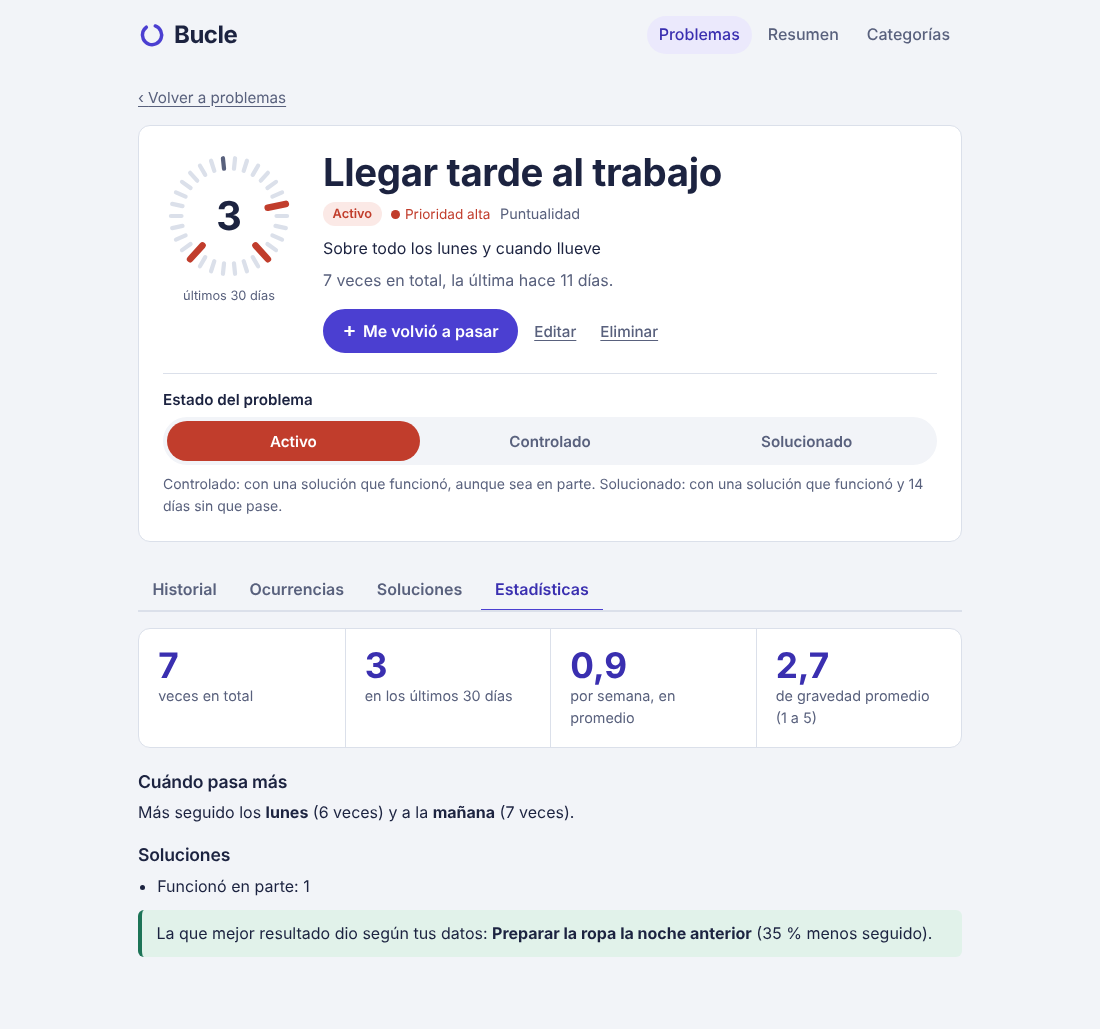 Bucle
Problemas
Resumen
Categorías
‹ Volver a problemas
3
últimos 30 días
Llegar tarde al trabajo
Activo
Prioridad alta
Puntualidad
Sobre todo los lunes y cuando llueve
7 veces en total, la última hace 11 días.
+ Me volvió a pasar
Editar
Eliminar
Estado del problema
Activo
Controlado
Solucionado
Controlado: con una solución que funcionó, aunque sea en parte. Solucionado: con una solución que funcionó y 14
días sin que pase.
Historial
Ocurrencias
Soluciones
Estadísticas
7
veces en total
3
en los últimos 30 días
0,9
por semana, en
promedio
2,7
de gravedad promedio
(1 a 5)
Cuándo pasa más
Más seguido los lunes (6 veces) y a la mañana (7 veces).
Soluciones
• Funcionó en parte: 1
La que mejor resultado dio según tus datos: Preparar la ropa la noche anterior (35 % menos seguido).